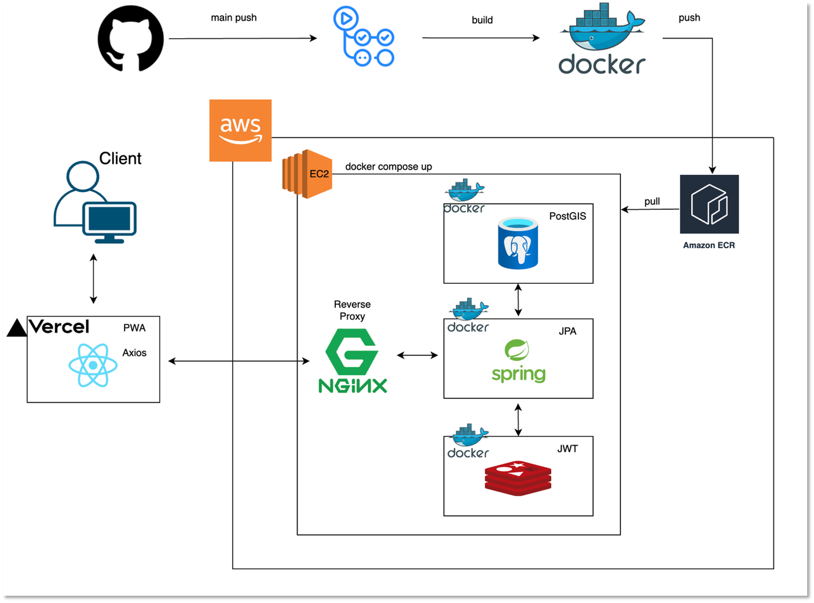 main push
build
push
docker
aws
EC2
docker compose up
Client
docker
PostGIS
pull
Amazon ECR
Vercel
PWA
Axios
Reverse
Proxy
NGiNX
docker
JPA
spring
docker
JWT